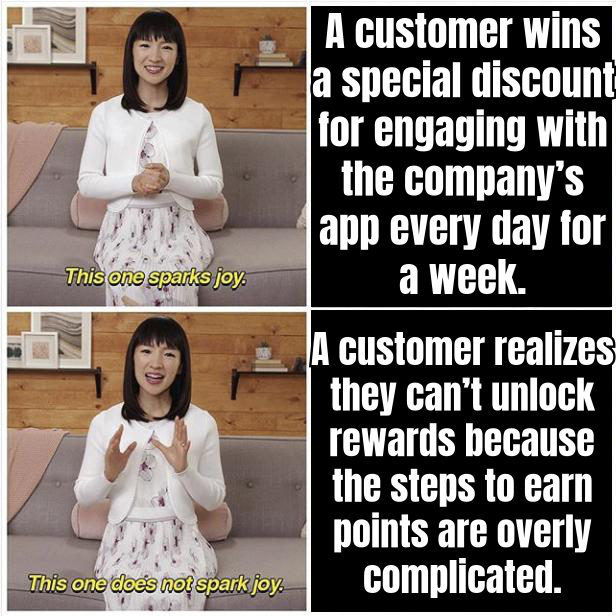 A customer wins
a special discount
for engaging with
the company's
app every day for
a week.
This one sparks joy.
A customer realizes
they can't unlock
rewards because
the steps to earn
points are overly
complicated.
This one does not spark joy.